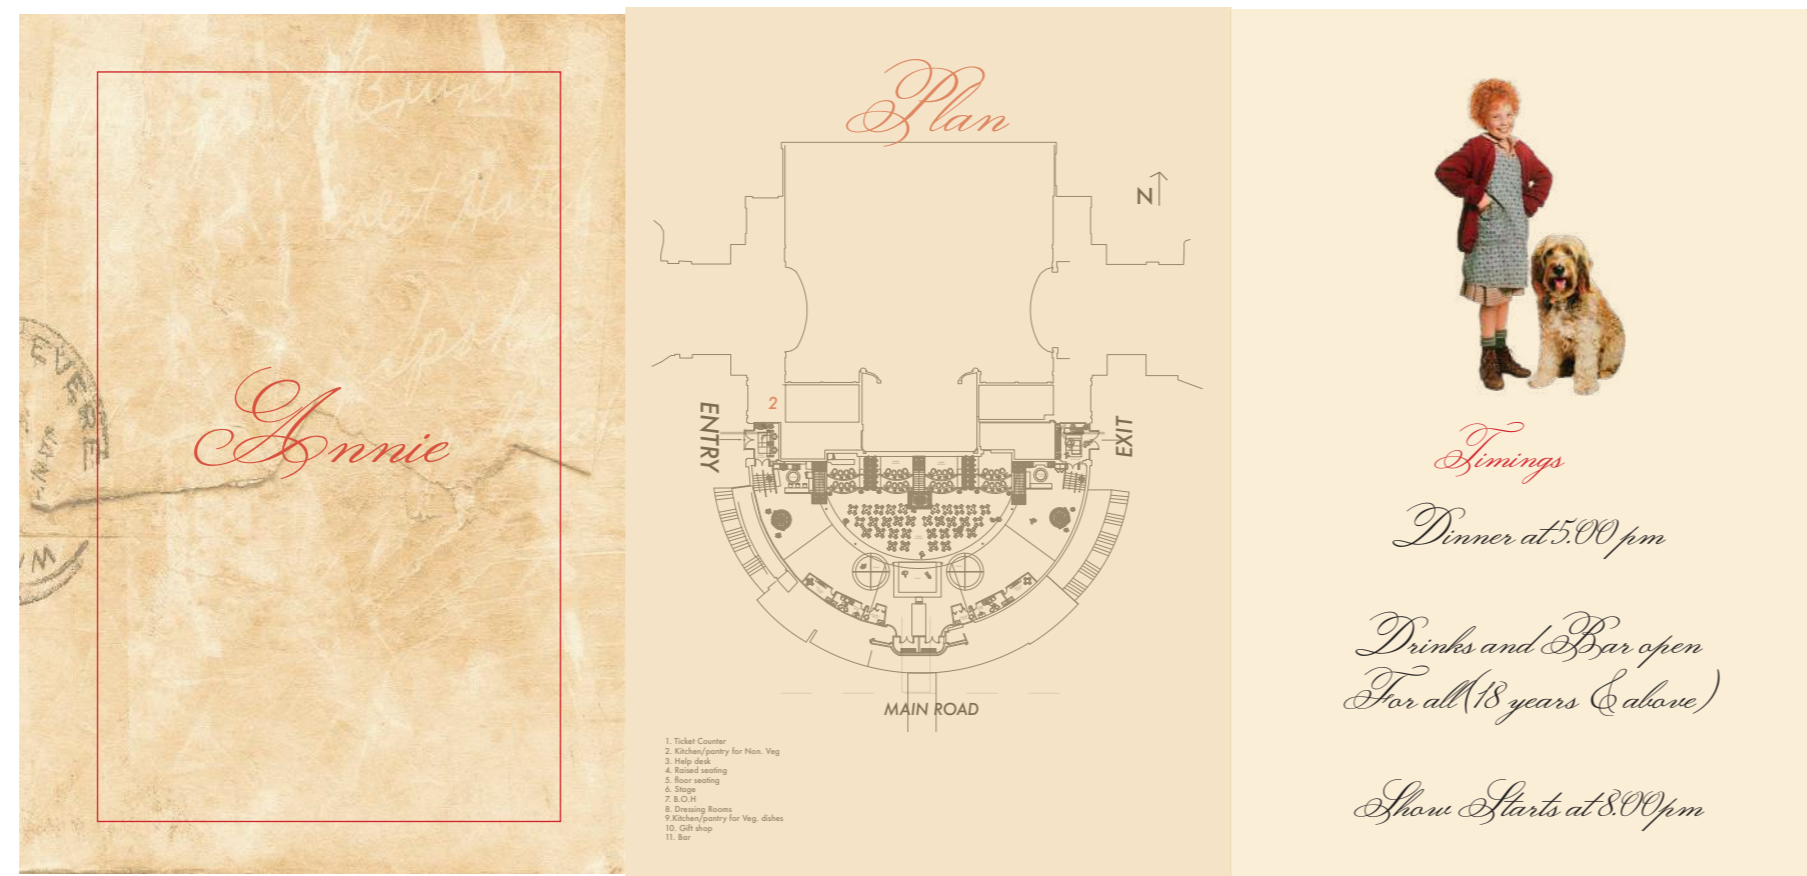 Annie
EVERE
Plan
N
2
ENTRY
EXIT
MAIN ROAD
1. Ticket Counter
2. Kitchen/pantry for Non. Veg
3. Help desk
4. Raised seating
5. floor seating
6. Stage
7. B.O.H
8. Dressing Rooms
9.Kitchen/pantry for Veg. dishes
10. Gift shop
11. Bar
Timings
Dinner at 5.00 pm
Drinks and Bar open
For all (18 years & above)
Show Starts at 8.00pm